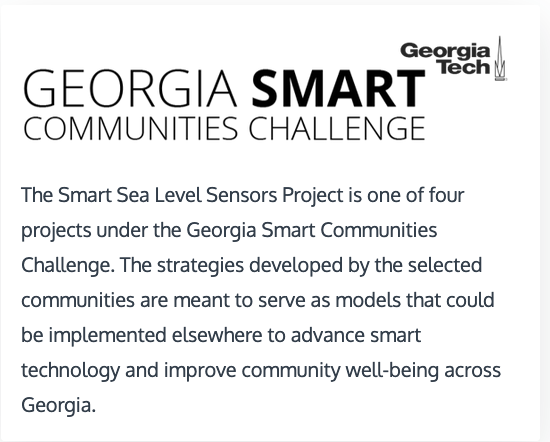 Georgia
Tech
GEORGIA SMART
COMMUNITIES CHALLENGE
The Smart Sea Level Sensors Project is one of four
projects under the Georgia Smart Communities
Challenge. The strategies developed by the selected
communities are meant to serve as models that could
be implemented elsewhere to advance smart
technology and improve community well-being across
Georgia.